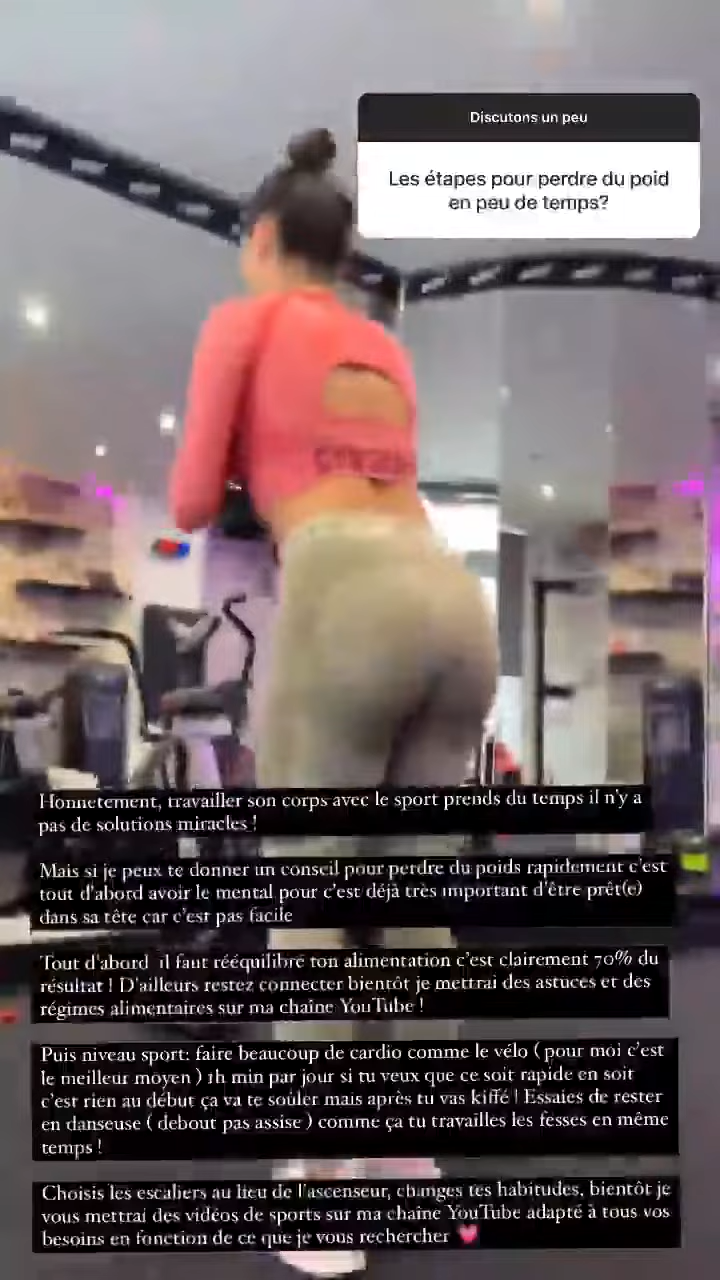 Discutons un peu
Les étapes pour perdre du poid
en peu de temps?
Honnetement, travailler son corps avec le sport prends du temps il n'y a
pas de solutions miracles !
Mais si je peux te donner un conseil pour perdre du poids rapidement c'est
tout d'abord avoir le mental pour c'est déjà très important d'être prêt(e)
dans sa tête car c'est pas facile
Tout d'abord il faut rééquilibré ton alimentation c'est clairement 70% du
résultat ! D'ailleurs restez connecter bientôt je mettrai des astuces et des
régimes alimentaires sur ma chaîne YouTube !
Puis niveau sport: faire beaucoup de cardio comme le vélo ( pour moi c'est
le meilleur moyen ) 1h min par jour si tu veux que ce soit rapide en soit
c'est rien au début ça va te soûler mais après tu vas kiffé ! Essaies de rester
en danseuse ( debout pas assise ) comme ça tu travailles les fesses en même
temps !
Choisis les escaliers au lieu de l'ascenseur, changes tes habitudes, bientôt je
vous mettrai des vidéos de sports sur ma chaîne YouTube adapté à tous vos
besoins en fonction de ce que je vous rechercher 💗